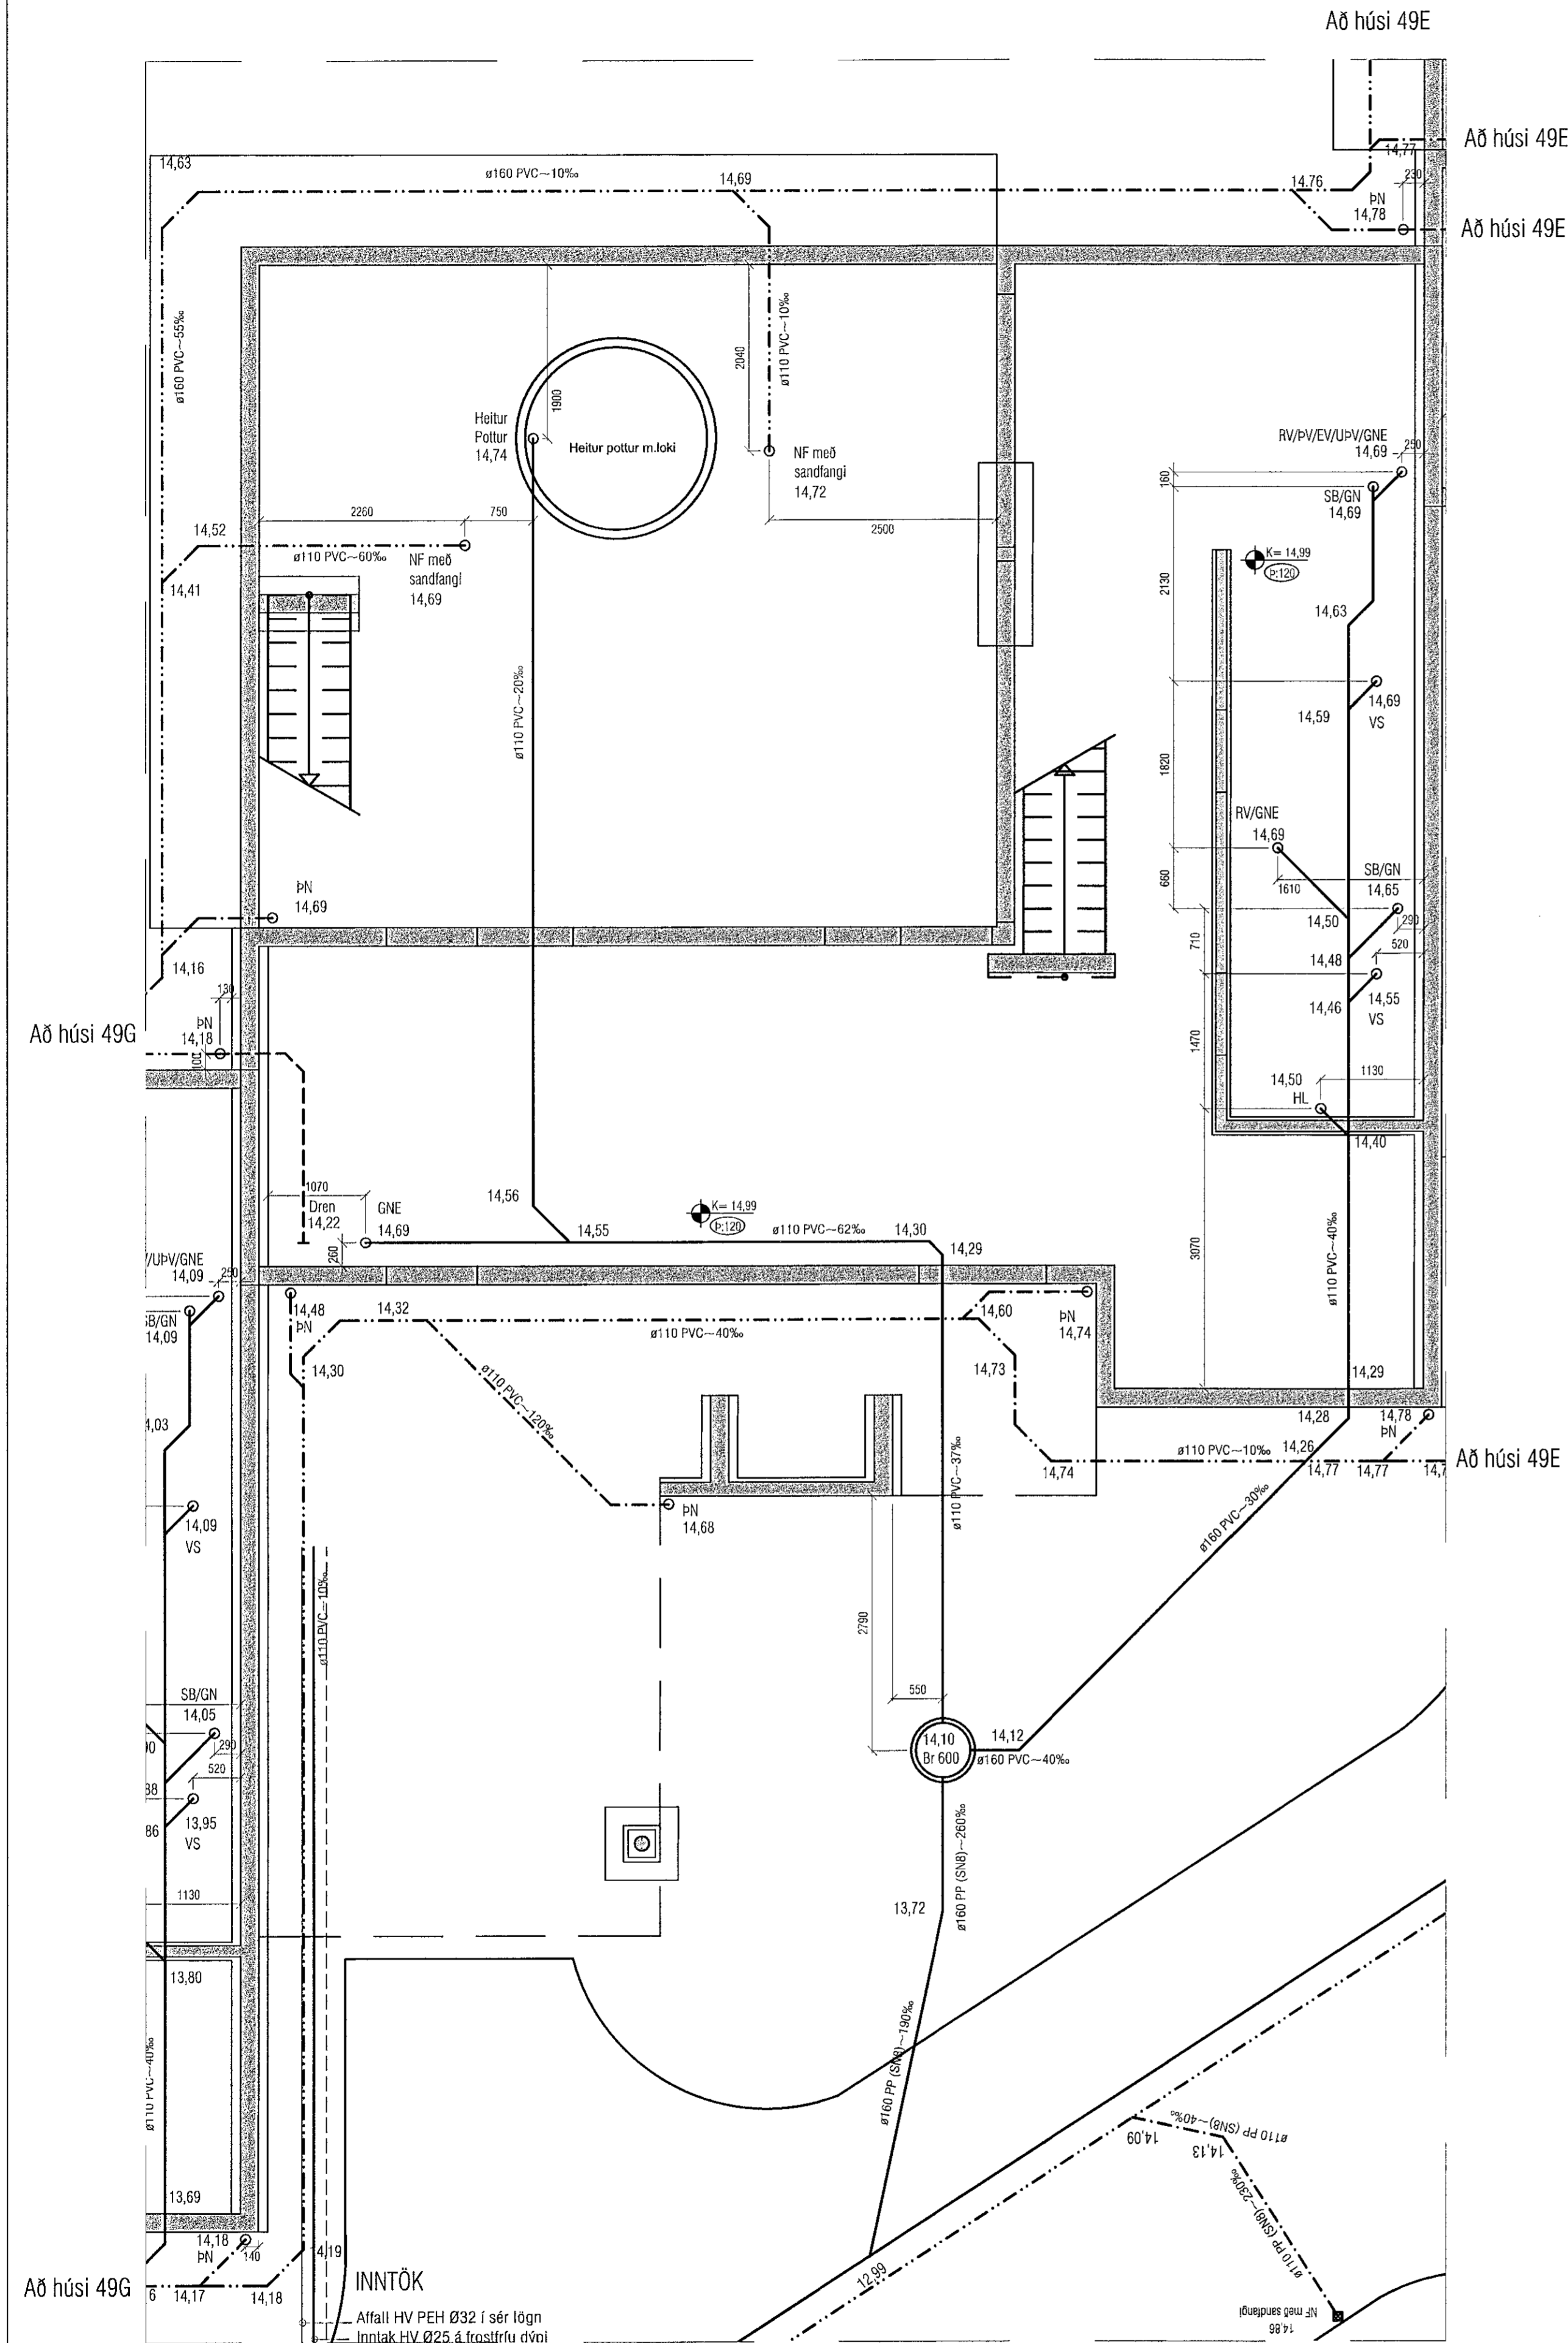 Að húsi 49E
Að húsi 49E
14,77
14,63
ø160 PVC~10‰
14,69
14.76
230
ÞN
14,78
Að húsi 49E
ø160 PVC~55‰
2040
ø110 PVC~10‰
1900
Heitur
Pottur
14,74
Heitur pottur m.loki
NF með
sandfangi
14,72
RV/ÞV/EV/UÞV/GNE
14,69
250
160
SB/GN
14,69
2260
750
2500
14,52
ø110 PVC~60‰
NF með
sandfangi
14,69
14,41
K= 14,99
Þ:120
2130
14,63
ø110 PVC~20‰
14,69
VS
14,59
1820
RV/GNE
14,69
SB/GN
14,65
660
1610
290
14,50
ÞN
14,69
710
14,48
520
14,16
14,46
14,55
VS
130
ÞN
14,18
100
Að húsi 49G
1470
14,50
HL
1130
14,40
1070
14,56
Dren
14,22
GNE
14,69
260
14,55
K= 14,99
Þ:120
ø110 PVC~62‰
14,30
14,29
3070
ø110 PVC~40‰
/UÞV/GNE
14,09
250
SB/GN
14,09
14,48
ÞN
14,32
ø110 PVC~40‰
14,60
ÞN
14,74
14,30
14,73
14,29
ø110 PVC~120‰
4,03
14,28
14,78
ÞN
14,26
ø110 PVC~10‰
14,74
14,77
14,77
14,7
Að húsi 49E
ø110 PVC~37‰
ø160 PVC~30‰
14,09
VS
ÞN
14,68
ø110 PVC~10‰
2790
550
SB/GN
14,05
290
90
14,10
Br 600
14,12
ø160 PVC~40‰
520
88
86
13,95
VS
1130
13,72
ø160 PP (SN8)~260‰
13,80
ø160 PP (SN8)~190‰
ø110 PVC~40‰
14,09
ø110 PP (SN8)~40‰
14,13
ø110 PP (SN8)~230‰
13,69
14,18
ÞN
140
4,19
12,99
INNTÖK
Að húsi 49G
6
14,17
14,18
Affall HV PEH Ø32 í sér lögn
Inntak HV Ø25 á frostfríu dýpi
NF með sandfangi
14,86